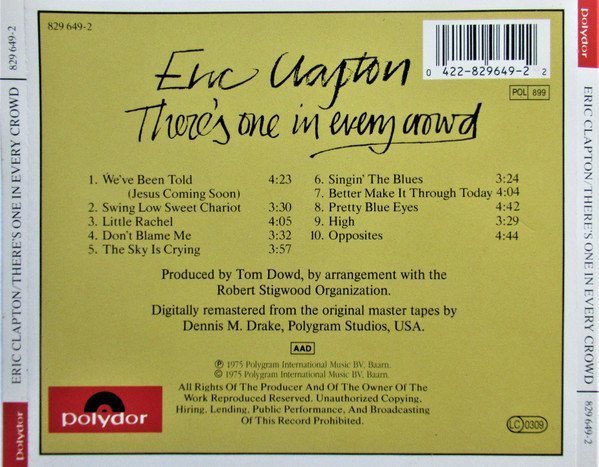 829 649-2
Eric Clapton
There's one in every crowd
0 422-829649-2 2
POL 899
1. We've Been Told 4:23
(Jesus Coming Soon)
2. Swing Low Sweet Chariot 3:30
3. Little Rachel 4:05
4. Don't Blame Me 3:32
5. The Sky Is Crying 3:57
6. Singin' The Blues 3:24
7. Better Make It Through Today 4:04
8. Pretty Blue Eyes 4:42
9. High 3:29
10. Opposites 4:44
Produced by Tom Dowd, by arrangement with the
Robert Stigwood Organization.
Digitally remastered from the original master tapes by
Dennis M. Drake, Polygram Studios, USA.
AAD
℗ 1975 Polygram International Music BV, Baarn.
© 1975 Polygram International Music BV, Baarn.
All Rights Of The Producer And Of The Owner Of The
Work Reproduced Reserved. Unauthorized Copying,
Hiring, Lending, Public Performance, And Broadcasting
Of This Record Prohibited.
polydor
LC 0309
Polydor
ERIC CLAPTON/THERE'S ONE IN EVERY CROWD
829 649-2
Polydor
ERIC CLAPTON/THERE'S ONE IN EVERY CROWD
829 649-2